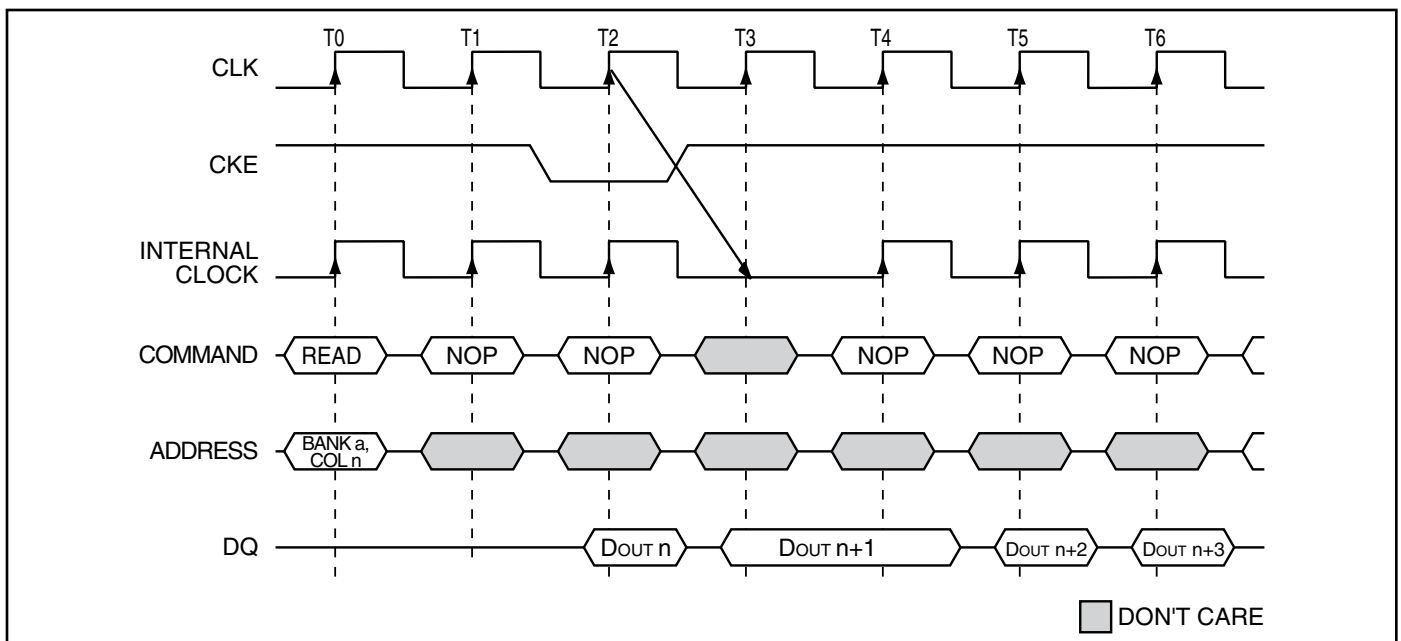 T0 T1 T2 T3 T4 T5 T6
CLK
CKE
INTERNAL
CLOCK
COMMAND READ NOP NOP NOP NOP NOP
ADDRESS BANK a,
COL n
DQ DOUT n DOUT n+1 DOUT n+2 DOUT n+3
DON'T CARE